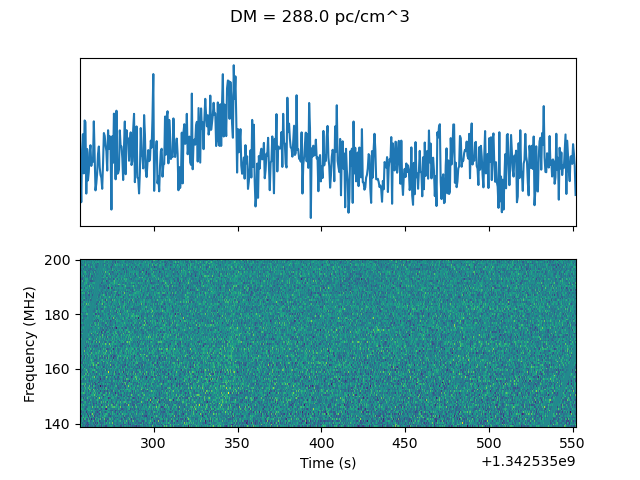 DM = 288.0 pc/cm^3
200
180
160
140
Frequency (MHz)
300 350 400 450 500 550
Time (s)
+1.342535e9